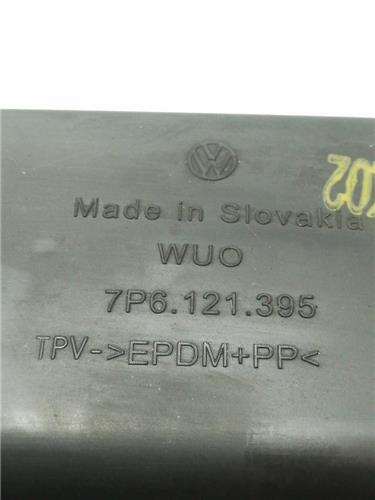 Made in Slovakia
WUO
7P6.121.395
TPV->EPDM+PP<